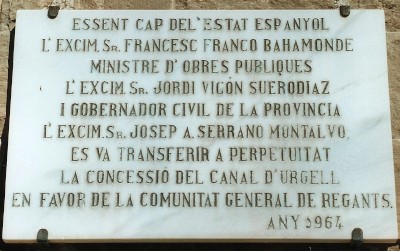 ESSENT CAP DEL'ESTAT ESPANYOL
L'EXCIM. SR. FRANCESC FRANCO BAHAMONDE
MINISTRE D'OBRES PUBLIQUES
L'EXCIM. SR. JORDI VIGÓN SUERODIAZ
I GOBERNADOR CIVIL DE LA PROVINCIA
L'EXCIM. SR. JOSEP A. SERRANO MONTALVO,
ES VA TRANSFERIR A PERPETUITAT
LA CONCESSIÓ DEL CANAL D'URGELL
EN FAVOR DE LA COMUNITAT GENERAL DE REGANTS.
ANY 1964